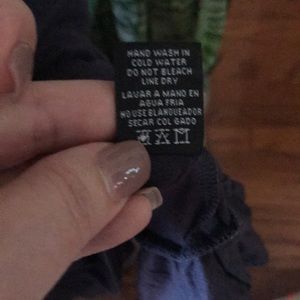 HAND WASH IN
COLD WATER
DO NOT BLEACH
LINE DRY
LAVAR A MANO EN
AGUA FRIA
NO USE BLANQUEADOR
SECAR COLGADO